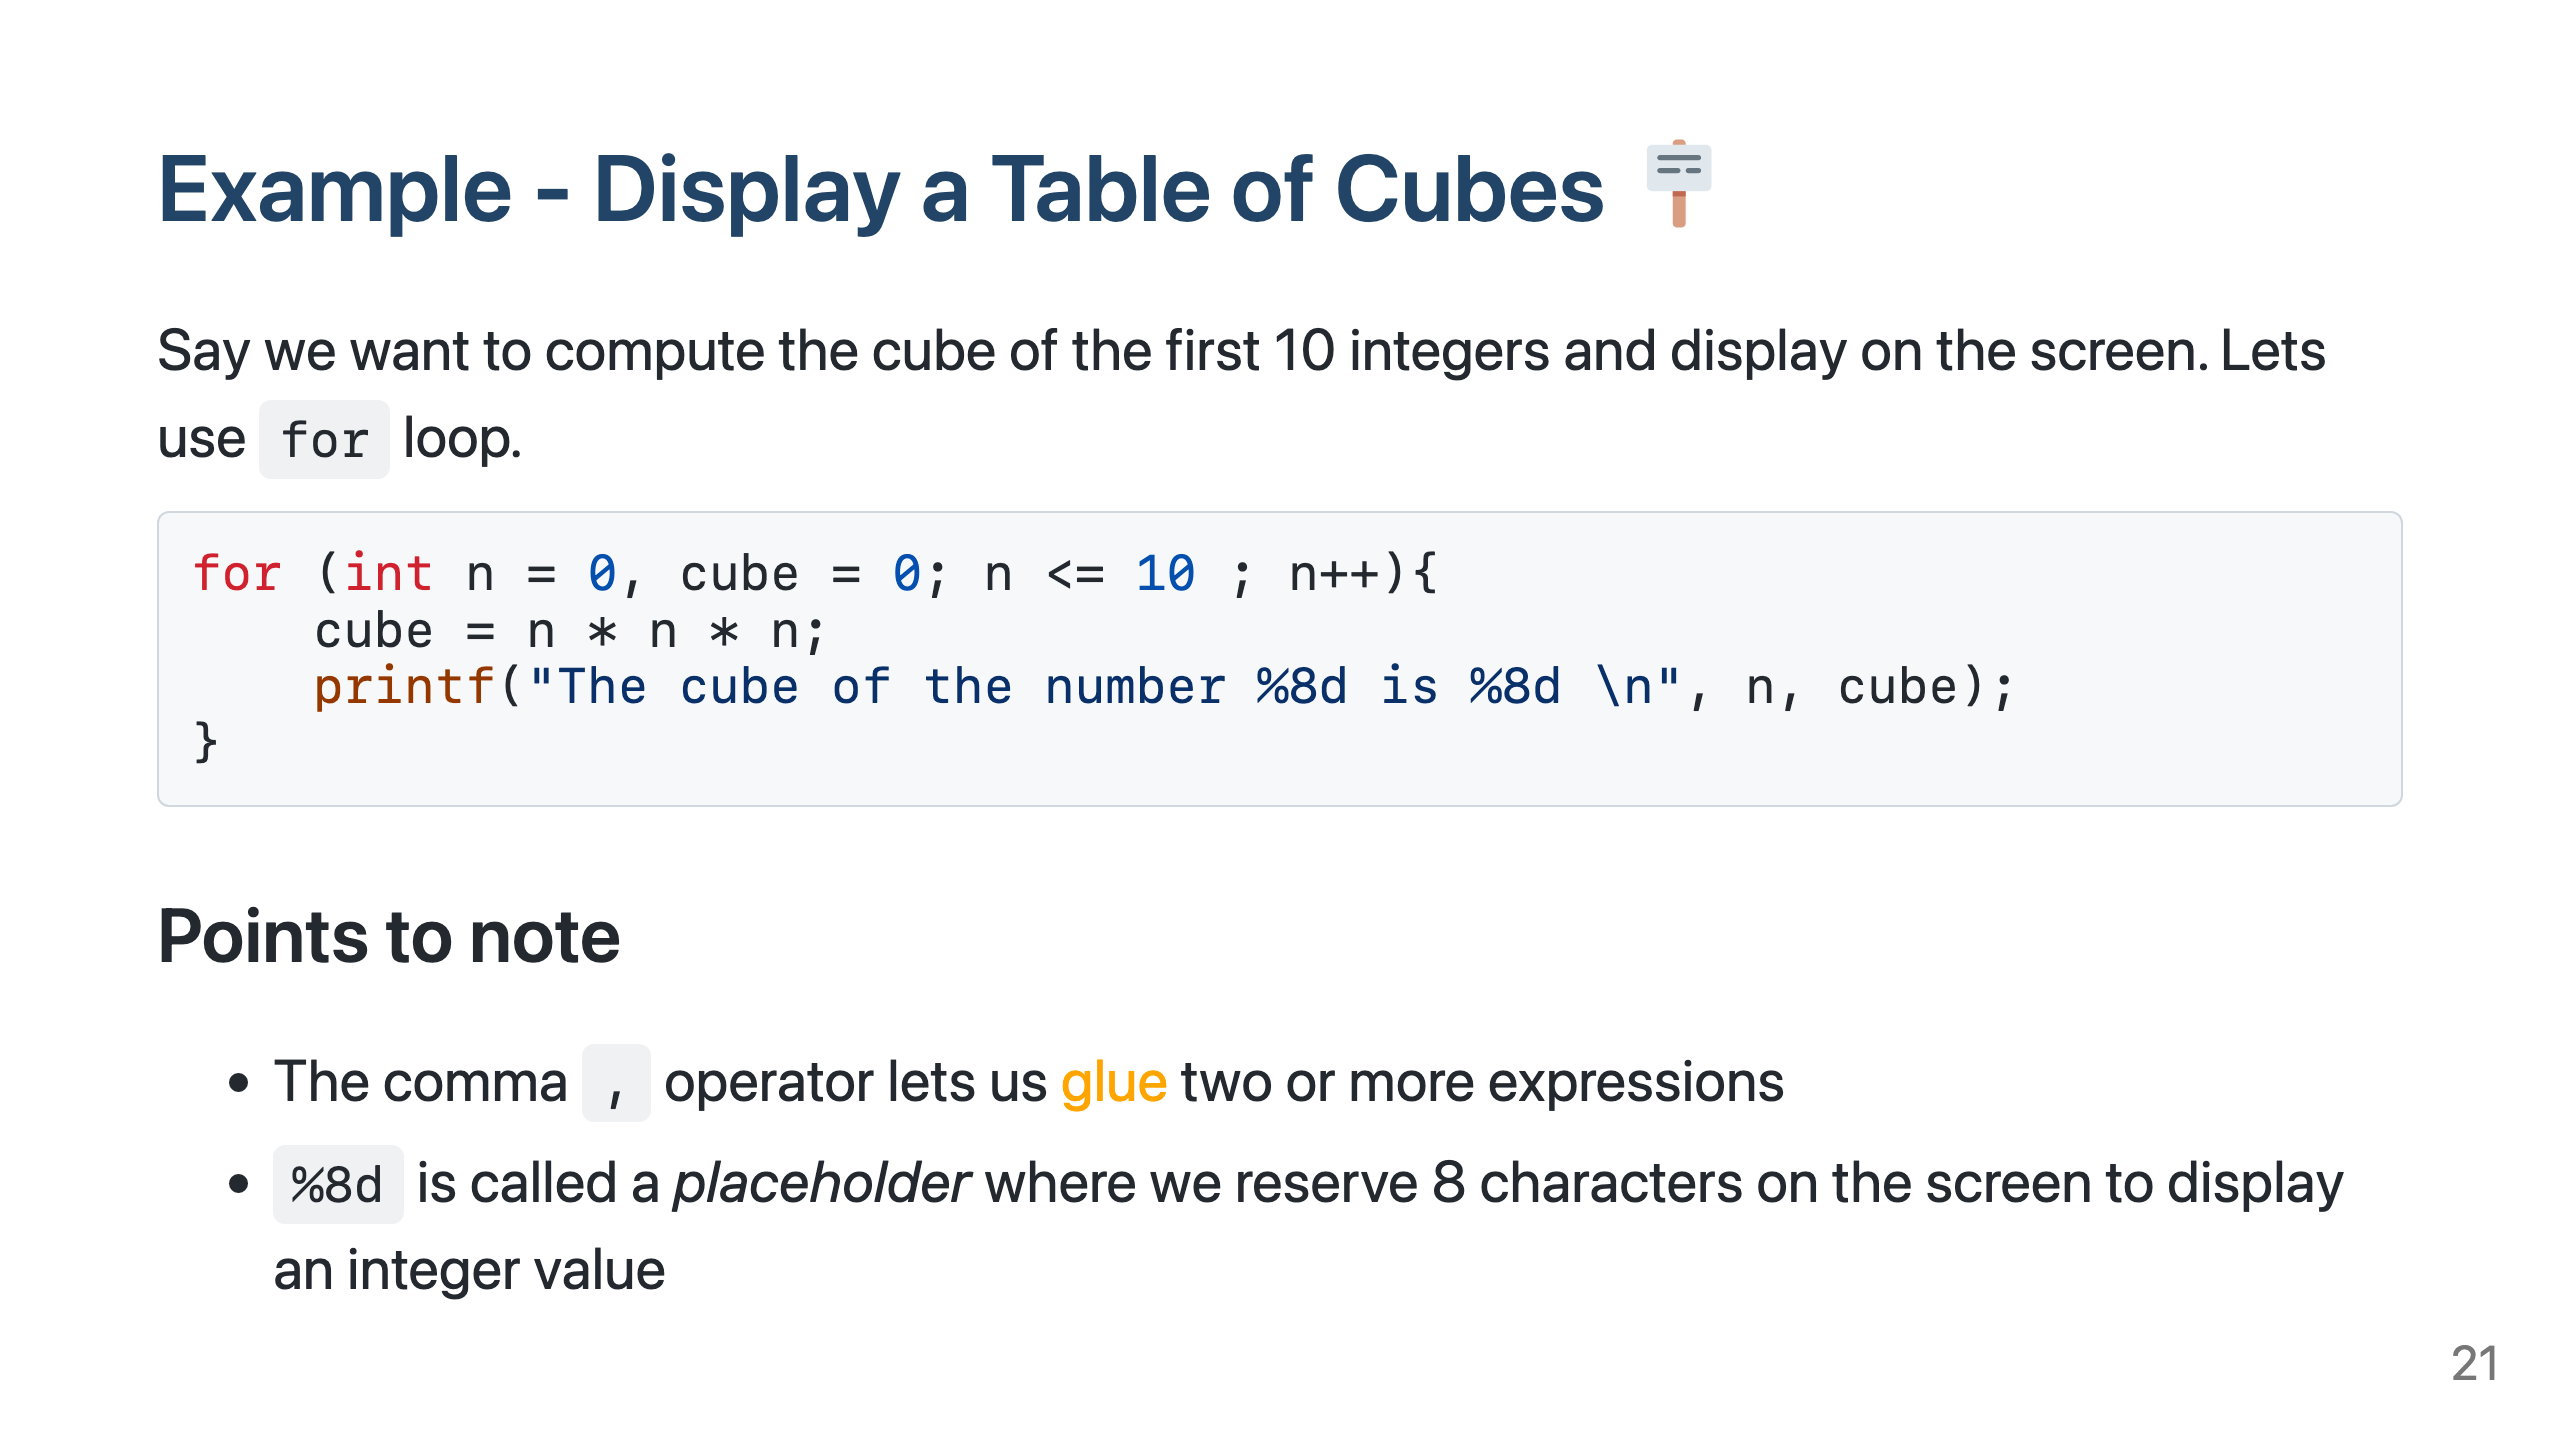 Example - Display a Table of Cubes
Say we want to compute the cube of the first 10 integers and display on the screen. Lets
use for loop.
for (int n = 0, cube = 0; n <= 10 ; n++){
    cube = n * n * n;
    printf("The cube of the number %8d is %8d \n", n, cube);
}
Points to note
• The comma , operator lets us glue two or more expressions
• %8d is called a placeholder where we reserve 8 characters on the screen to display
an integer value
21